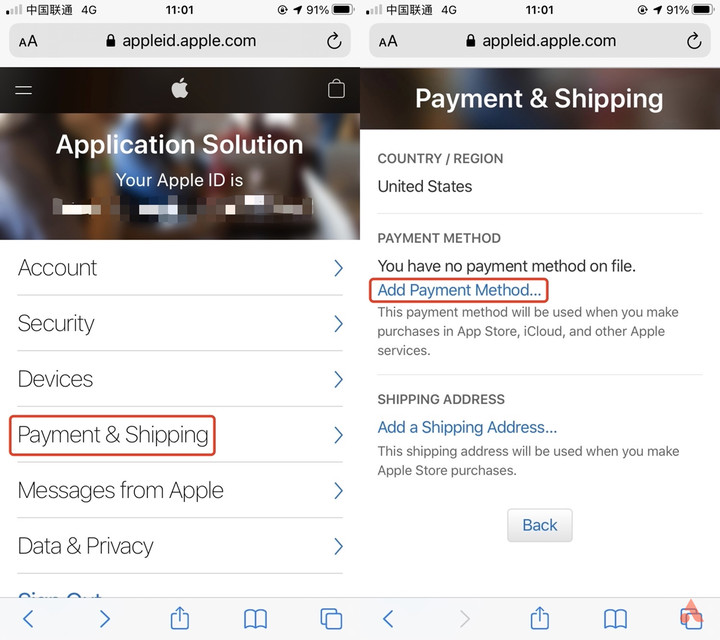 中国联通 4G 11:01 91%
AA appleid.apple.com
Application Solution
Your Apple ID is
Account
Security
Devices
Payment & Shipping
Messages from Apple
Data & Privacy
中国联通 4G 11:01 91%
AA appleid.apple.com
Payment & Shipping
COUNTRY / REGION
United States
PAYMENT METHOD
You have no payment method on file.
Add Payment Method...
This payment method will be used when you make
purchases in App Store, iCloud, and other Apple
services.
SHIPPING ADDRESS
Add a Shipping Address...
This shipping address will be used when you make
Apple Store purchases.
Back